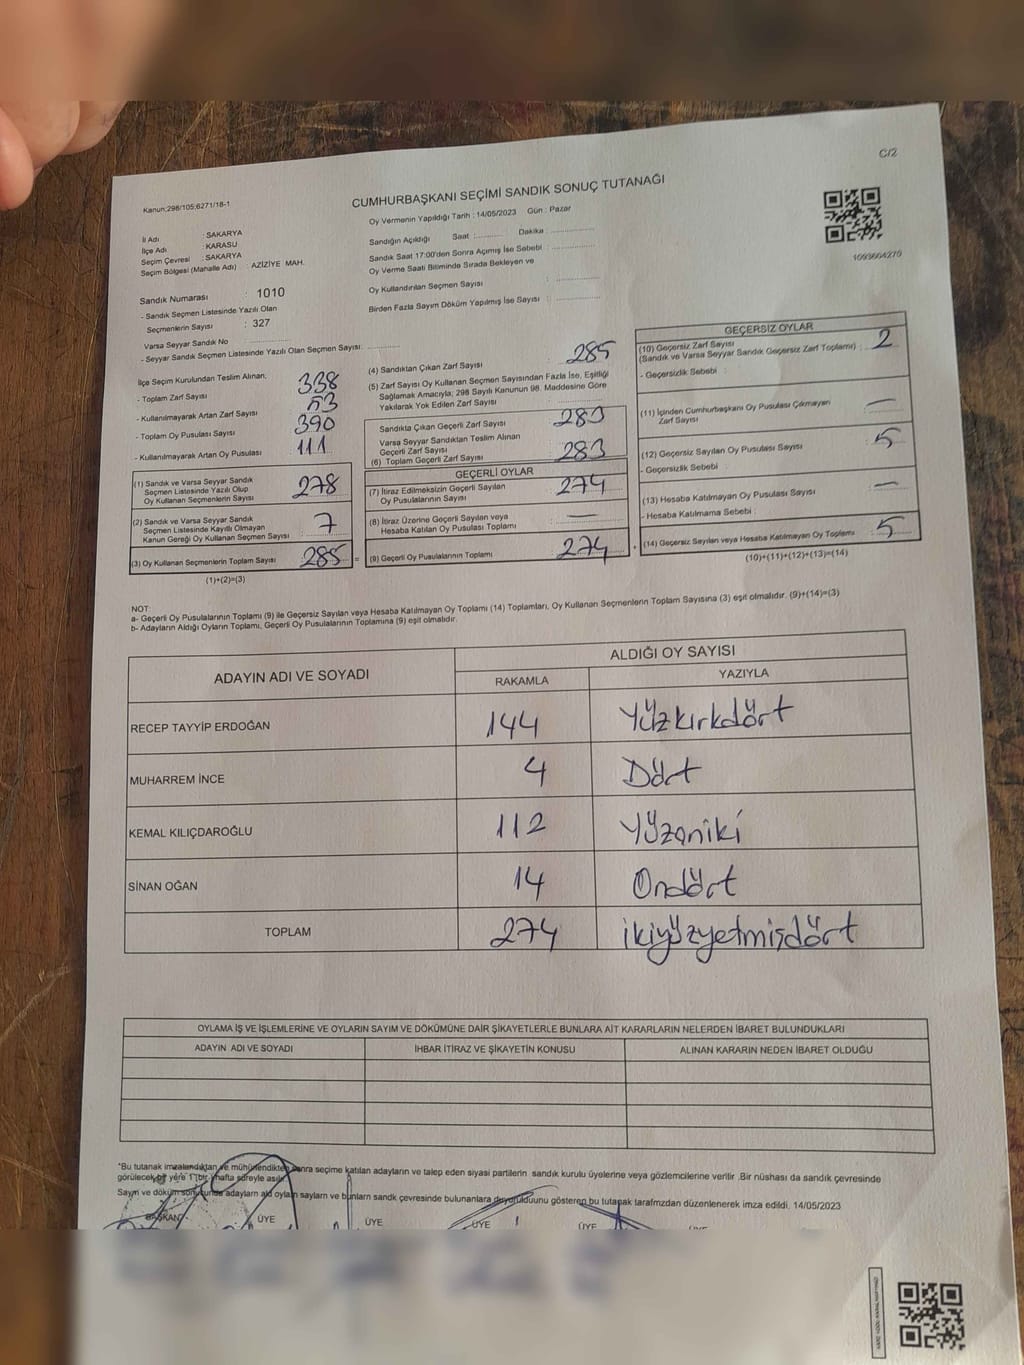 C/2
Kanun;298/105;6271/18-1
CUMHURBAŞKANI SEÇİMİ SANDIK SONUÇ TUTANAĞI
Oy Vermenin Yapıldığı Tarih : 14/05/2023 Gün : Pazar
İl Adı : SAKARYA
İlçe Adı : KARASU
Seçim Çevresi : SAKARYA
Seçim Bölgesi (Mahalle Adı) : AZİZİYE MAH.
Sandığın Açıldığı Saat : Dakika :
Sandık Saat 17:00'den Sonra Açımış İse Sebebi :
Oy Verme Saati Bitiminde Sırada Bekleyen ve
Oy Kullandırılan Seçmen Sayısı :
Birden Fazla Sayım Döküm Yapılmış İse Sayısı :
1093604270
Sandık Numarası : 1010
- Sandık Seçmen Listesinde Yazılı Olan
Seçmenlerin Sayısı : 327
Varsa Seyyar Sandık No
- Seyyar Sandık Seçmen Listesinde Yazılı Olan Seçmen Sayısı:
İlçe Seçim Kurulundan Teslim Alınan;
- Toplam Zarf Sayısı 338
- Kullanılmayarak Artan Zarf Sayısı 53
- Toplam Oy Pusulası Sayısı 390
- Kullanılmayarak Artan Oy Pusulası 111
(1) Sandık ve Varsa Seyyar Sandık
Seçmen Listesinde Yazılı Olup
Oy Kullanan Seçmenlerin Sayısı 278
(2) Sandık ve Varsa Seyyar Sandık
Seçmen Listesinde Kayıtlı Olmayan
Kanun Gereği Oy Kullanan Seçmen Sayısı : 7
(3) Oy Kullanan Seçmenlerin Toplam Sayısı 285 =
(1)+(2)=(3)
(4) Sandıktan Çıkan Zarf Sayısı : 285
(5) Zarf Sayısı Oy Kullanan Seçmen Sayısından Fazla İse, Eşitliği
Sağlamak Amacıyla; 298 Sayılı Kanunun 98. Maddesine Göre
Yakılarak Yok Edilen Zarf Sayısı :
Sandıkta Çıkan Geçerli Zarf Sayısı : 283
Varsa Seyyar Sandıktan Teslim Alınan
Geçerli Zarf Sayısı :
(6) Toplam Geçerli Zarf Sayısı 283
GEÇERLİ OYLAR
(7) İtiraz Edilmeksizin Geçerli Sayılan
Oy Pusulalarının Sayısı : 274
(8) İtiraz Üzerine Geçerli Sayılan veya
Hesaba Katılan Oy Pusulası Toplamı : —
(9) Geçerli Oy Pusulalarının Toplamı : 274 +
GEÇERSİZ OYLAR
(10) Geçersiz Zarf Sayısı
(Sandık ve Varsa Seyyar Sandık Geçersiz Zarf Toplamı) : 2
- Geçersizlik Sebebi :
(11) İçinden Cumhurbaşkanı Oy Pusulası Çıkmayan
Zarf Sayısı : —
(12) Geçersiz Sayılan Oy Pusulası Sayısı : 5
- Geçersizlik Sebebi :
(13) Hesaba Katılmayan Oy Pusulası Sayısı : —
- Hesaba Katılmama Sebebi :
(14) Geçersiz Sayılan veya Hesaba Katılmayan Oy Toplamı : 5
(10)+(11)+(12)+(13)=(14)
NOT:
a- Geçerli Oy Pusulalarının Toplamı (9) ile Geçersiz Sayılan veya Hesaba Katılmayan Oy Toplamı (14) Toplamları, Oy Kullanan Seçmenlerin Toplam Sayısına (3) eşit olmalıdır. (9)+(14)=(3)
b- Adayların Aldığı Oyların Toplamı, Geçerli Oy Pusulalarının Toplamına (9) eşit olmalıdır.
ADAYIN ADI VE SOYADI ALDIĞI OY SAYISI
RAKAMLA YAZIYLA
RECEP TAYYİP ERDOĞAN 144 Yüzkırkdört
MUHARREM İNCE 4 Dört
KEMAL KILIÇDAROĞLU 112 Yüzoniki
SİNAN OĞAN 14 Ondört
TOPLAM 274 ikiyüzyetmişdört
OYLAMA İŞ VE İŞLEMLERİNE VE OYLARIN SAYIM VE DÖKÜMÜNE DAİR ŞİKAYETLERLE BUNLARA AİT KARARLARIN NELERDEN İBARET BULUNDUKLARI
ADAYIN ADI VE SOYADI İHBAR İTİRAZ VE ŞİKAYETİN KONUSU ALINAN KARARIN NEDEN İBARET OLDUĞU
*Bu tutanak imzalandıktan ve mühürlendikten sonra seçime katılan adayların ve talep eden siyasi partilerin sandık kurulu üyelerine veya gözlemcilerine verilir. Bir nüshası da sandık çevresinde
görülecek bir yere 1 bir hafta süreyle asılır.
Sayım ve döküm sonucunda adayların oyların bunların sandık çevresinde bulunanlara gösteren bu tutanak tarafımızdan düzenlenerek imza edildi. 14/05/2023
BAŞKAN ÜYE ÜYE ÜYE ÜYE